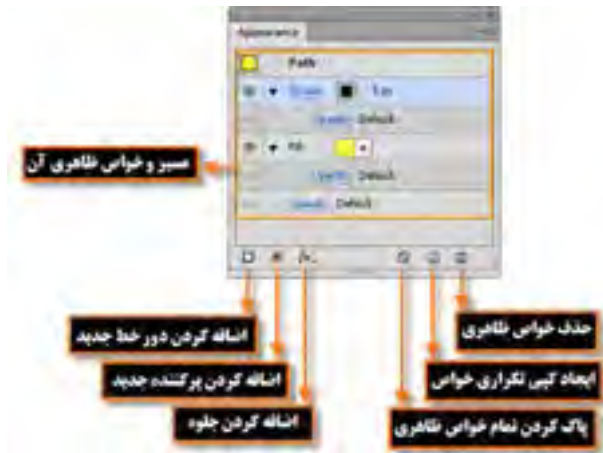 Appearance
Path
Stroke: 1 px
Opacity: Default
Fill:
Opacity: Default
Opacity: Default
مسیر و خواص ظاهری آن
fx.
حذف خواص ظاهری
اضافه کردن دور خط جدید
ایجاد کپی تکراری خواص
اضافه کردن پرکننده جدید
اضافه کردن جلوه
پاک کردن تمام خواص ظاهری